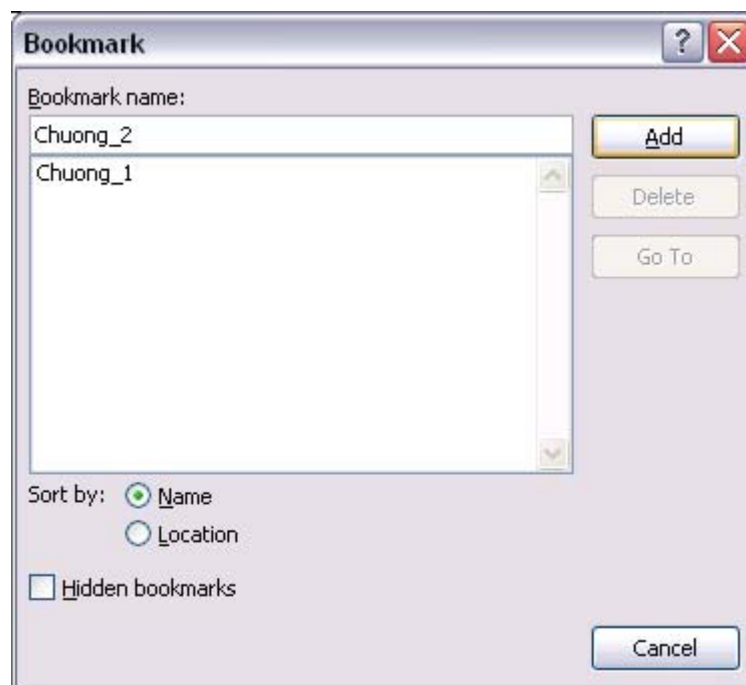 Bookmark
?
Bookmark name:
Chuong_2
Add
Chuong_1
Delete
Go To
Sort by: Name
Location
Hidden bookmarks
Cancel